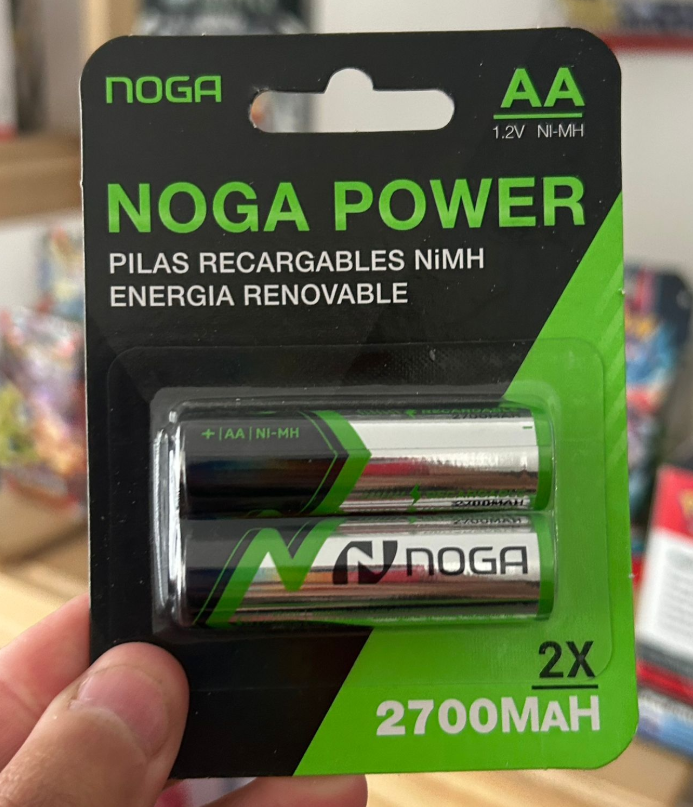 NOGA
AA
1.2V NI-MH
NOGA POWER
PILAS RECARGABLES NiMH
ENERGIA RENOVABLE
+ | AA | NI-MH
-
2700MAH
2700MAH
NOGA
2X
2700MAH